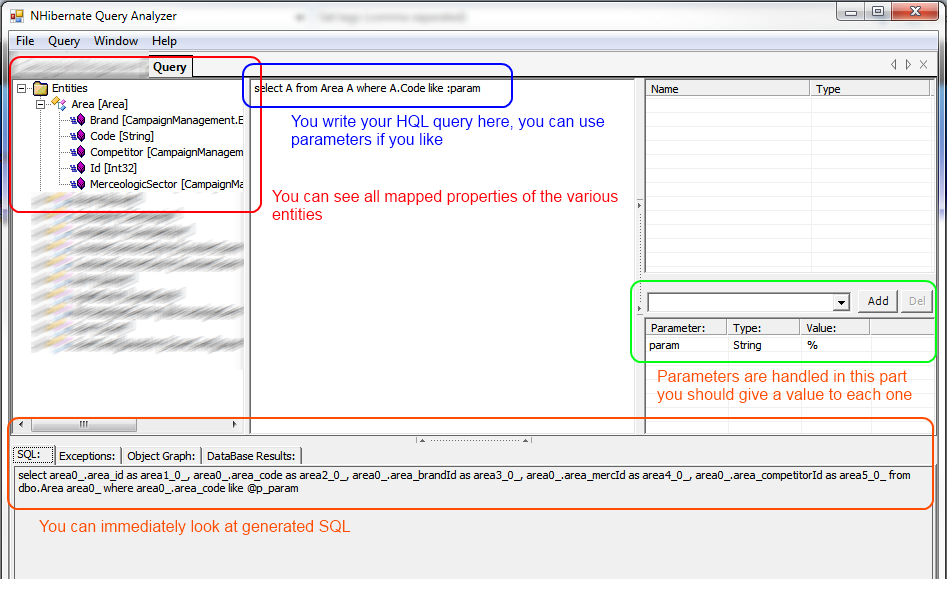 NHibernate Query Analyzer
File Query Window Help
Query
Entities
Area [Area]
Brand [CampaignManagement.E
Code [String]
Competitor [CampaignManagem
Id [Int32]
MerceologicSector [CampaignMa
select A from Area A where A.Code like :param
You write your HQL query here, you can use
parameters if you like
You can see all mapped properties of the various
entities
Name Type
Add Del
Parameter: Type: Value:
param String %
Parameters are handled in this part
you should give a value to each one
SQL: Exceptions: Object Graph: DataBase Results:
select area0_.area_id as area1_0_, area0_.area_code as area2_0_, area0_.area_brandId as area3_0_, area0_.area_mercId as area4_0_, area0_.area_competitorId as area5_0_ from
dbo.Area area0_ where area0_.area_code like @p_param
You can immediately look at generated SQL